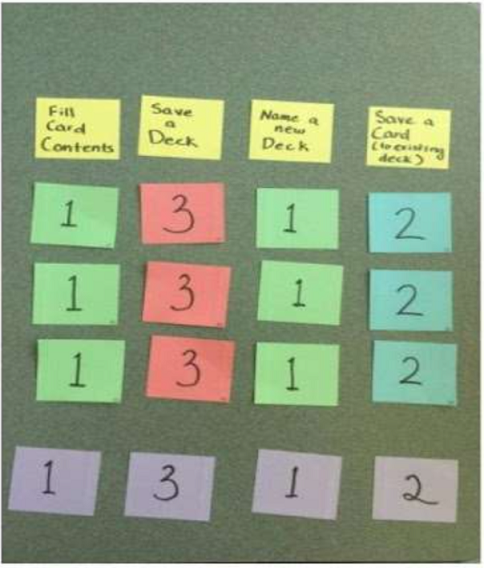 Fill
Card
Contents
Save
a
Deck
Name a
new
Deck
Save a
Card
(to existing
deck)
1 3 1 2
1 3 1 2
1 3 1 2
1 3 1 2